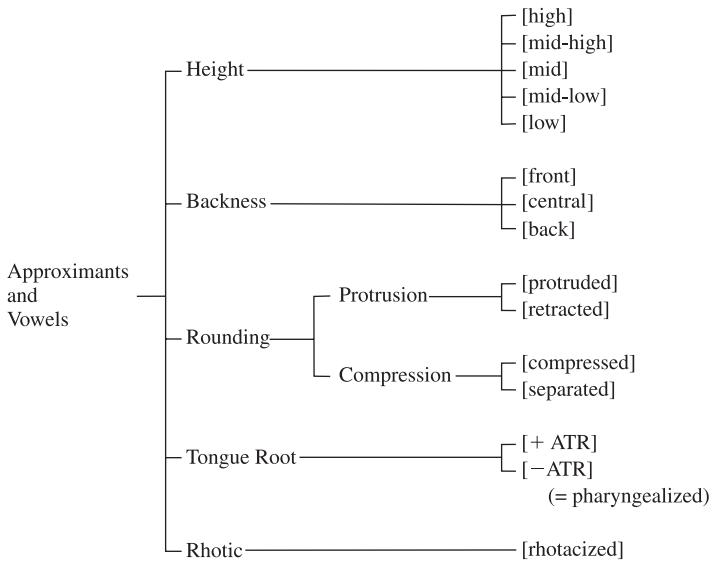 [high]
[mid-high]
Height
[mid]
[mid-low]
[low]
[front]
Backness
[central]
[back]
Approximants
and
Vowels
Rounding
Protrusion
[protruded]
[retracted]
Compression
[compressed]
[separated]
Tongue Root
[+ ATR]
[−ATR]
(= pharyngealized)
Rhotic
[rhotacized]